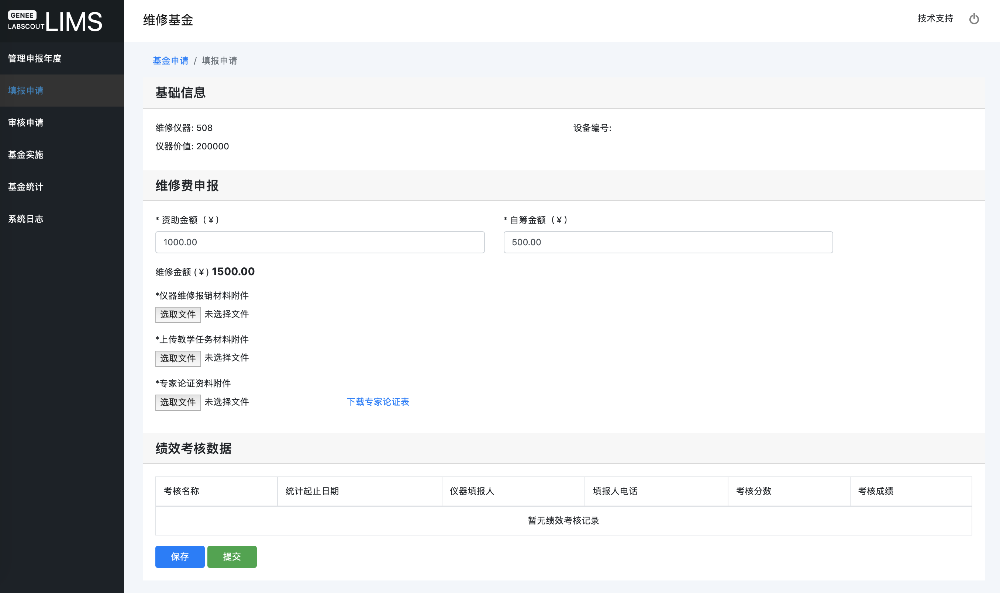 GENEE
LABSCOUT LIMS
维修基金
技术支持
管理申报年度
填报申请
审核申请
基金实施
基金统计
系统日志
基金申请 / 填报申请
基础信息
维修仪器: 508
设备编号:
仪器价值: 200000
维修费申报
* 资助金额（¥）
* 自筹金额（¥）
1000.00
500.00
维修金额 (¥) 1500.00
*仪器维修报销材料附件
选取文件 未选择文件
*上传教学任务材料附件
选取文件 未选择文件
*专家论证资料附件
选取文件 未选择文件
下载专家论证表
绩效考核数据
考核名称 统计起止日期 仪器填报人 填报人电话 考核分数 考核成绩
暂无绩效考核记录
保存 提交